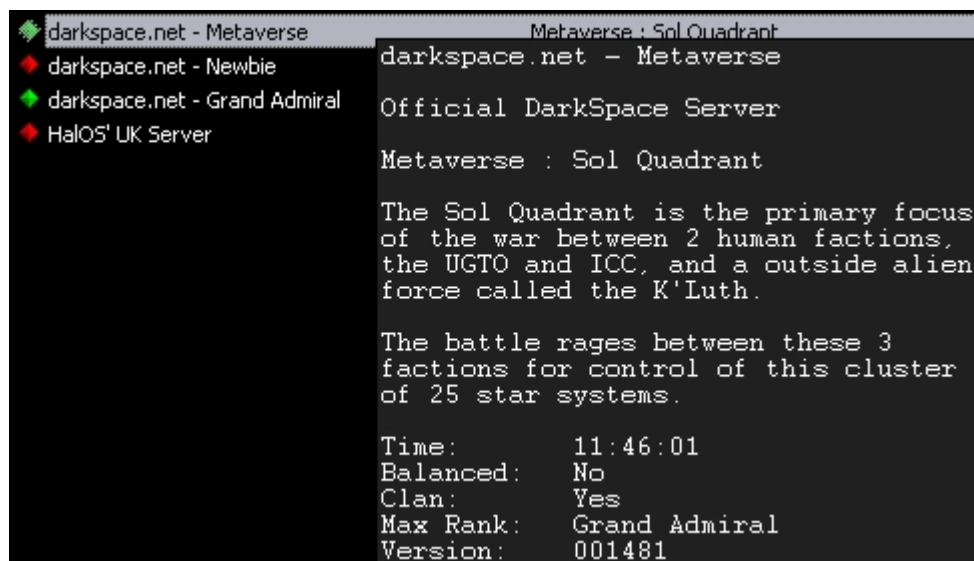 darkspace.net - Metaverse
Metaverse : Sol Quadrant
darkspace.net - Newbie
darkspace.net - Grand Admiral
HalOS' UK Server
darkspace.net – Metaverse
Official DarkSpace Server
Metaverse : Sol Quadrant
The Sol Quadrant is the primary focus
of the war between 2 human factions,
the UGTO and ICC, and a outside alien
force called the K'Luth.
The battle rages between these 3
factions for control of this cluster
of 25 star systems.
Time: 11:46:01
Balanced: No
Clan: Yes
Max Rank: Grand Admiral
Version: 001481